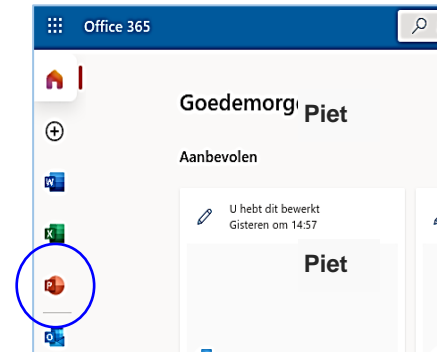 Office 365
Goedemorg Piet
Aanbevolen
U hebt dit bewerkt
Gisteren om 14:57
Piet